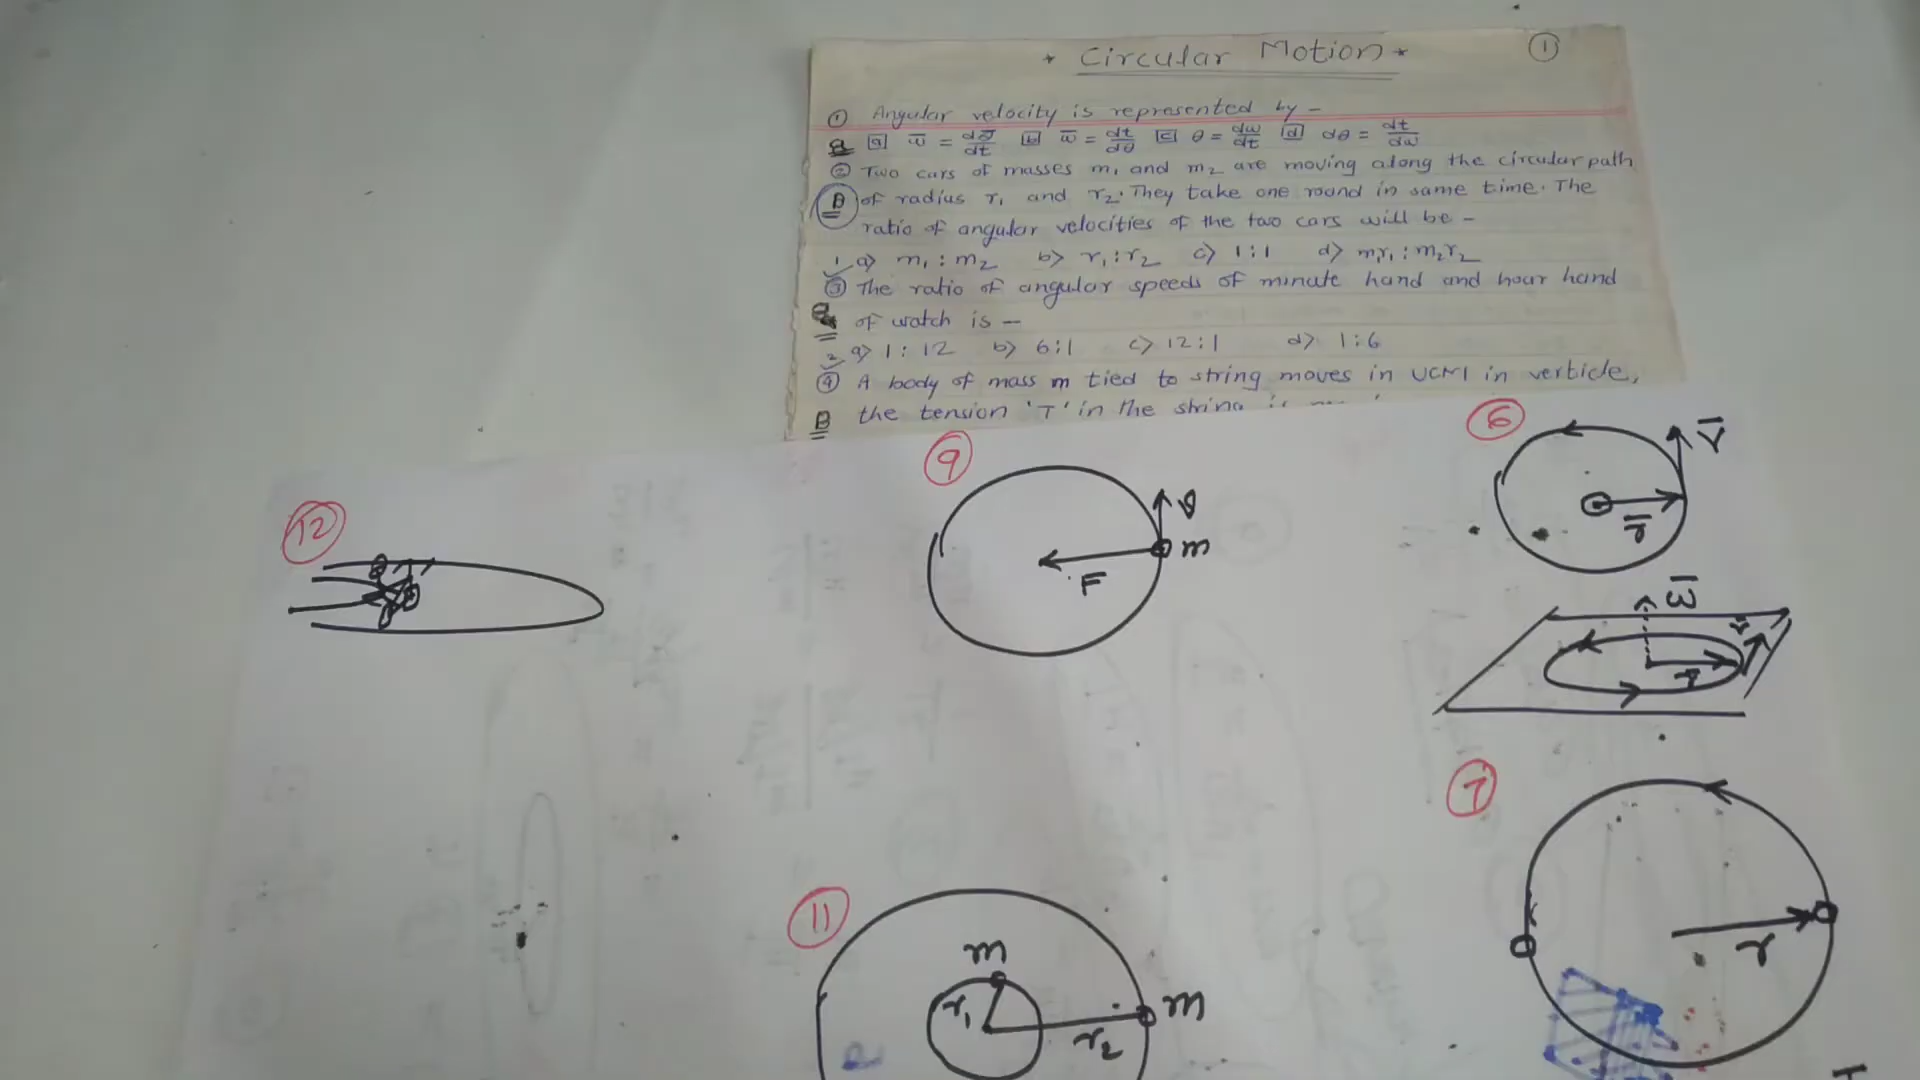 * Circular Motion *
①
① Angular velocity is represented by -
a ω̄ = dθ̄/dt b ω̄ = dt/dθ c θ = dω/dt d dθ = dt/dω
② Two cars of masses m₁ and m₂ are moving along the circular path
B of radius r₁ and r₂. They take one round in same time. The
ratio of angular velocities of the two cars will be -
1 a> m₁ : m₂ b> r₁ : r₂ c> 1 : 1 d> m₁r₁ : m₂r₂
③ The ratio of angular speeds of minute hand and hour hand
of watch is -
2 a> 1 : 12 b> 6 : 1 c> 12 : 1 d> 1 : 6
④ A body of mass m tied to string moves in UCM in verticle,
B the tension 'T' in the string is
12
9
v
m
F
6
v̄
r̄
ω̄
v̄
r̄
7
r
11
m
r₁
m
r₂